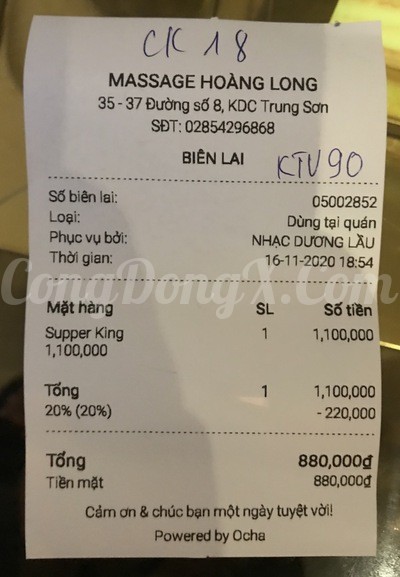 CK 18
MASSAGE HOÀNG LONG
35 - 37 Đường số 8, KDC Trung Sơn
SĐT: 02854296868
BIÊN LAI
KTV 90
Số biên lai: 05002852
Loại: Dùng tại quán
Phục vụ bởi: NHẠC DƯƠNG LẦU
Thời gian: 16-11-2020 18:54
CongDongX.Com
Mặt hàng SL Số tiền
Supper King 1 1,100,000
1,100,000
Tổng 1 1,100,000
20% (20%) - 220,000
Tổng 880,000₫
Tiền mặt 880,000₫
Cảm ơn & chúc bạn một ngày tuyệt vời!
Powered by Ocha